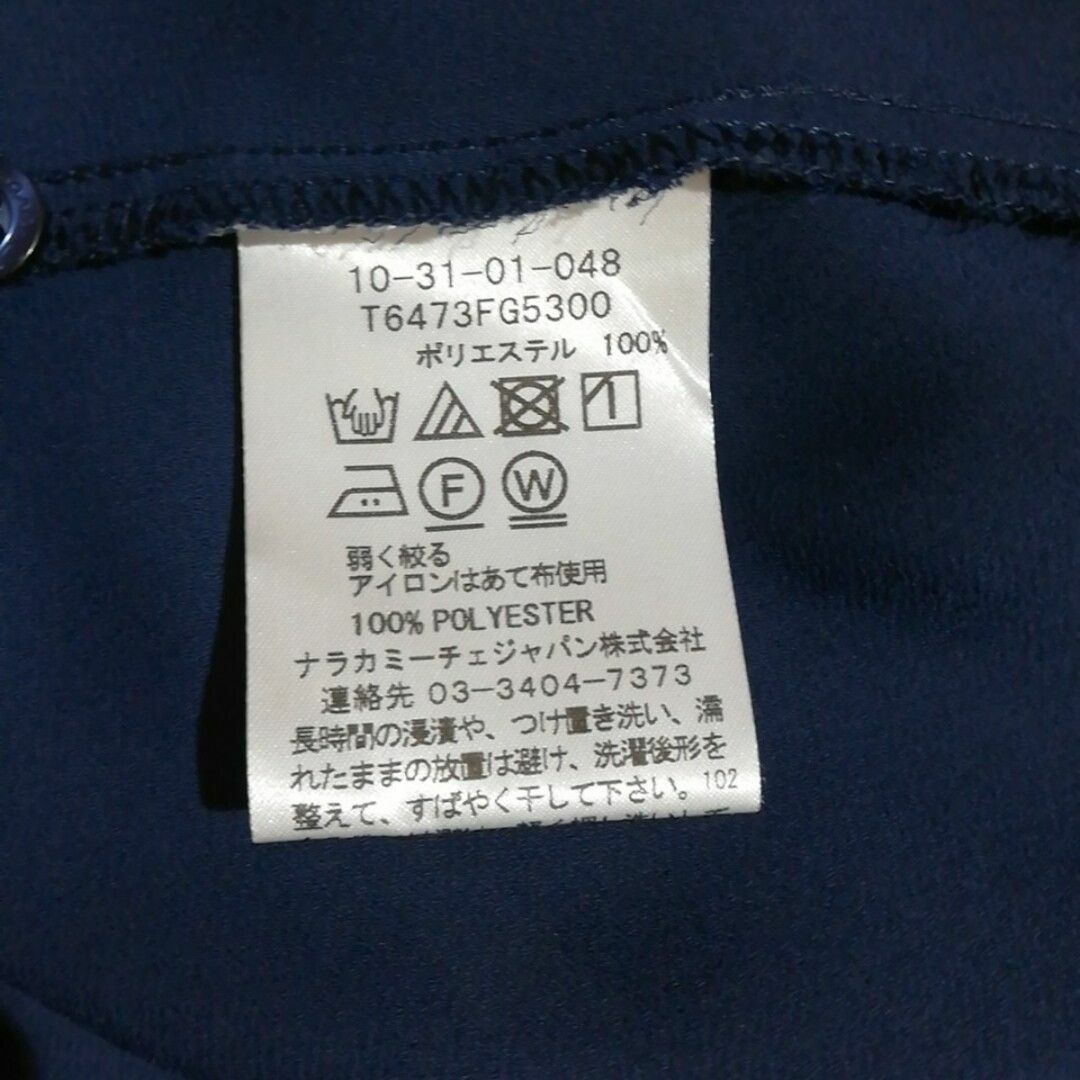 10-31-01-048
T6473FG5300
ポリエステル 100%
F W
弱く絞る
アイロンはあて布使用
100% POLYESTER
ナラカミーチェジャパン株式会社
連絡先 03-3404-7373
長時間の浸漬や、つけ置き洗い、濡
れたままの放置は避け、洗濯後形を
整えて、すばやく干して下さい。102